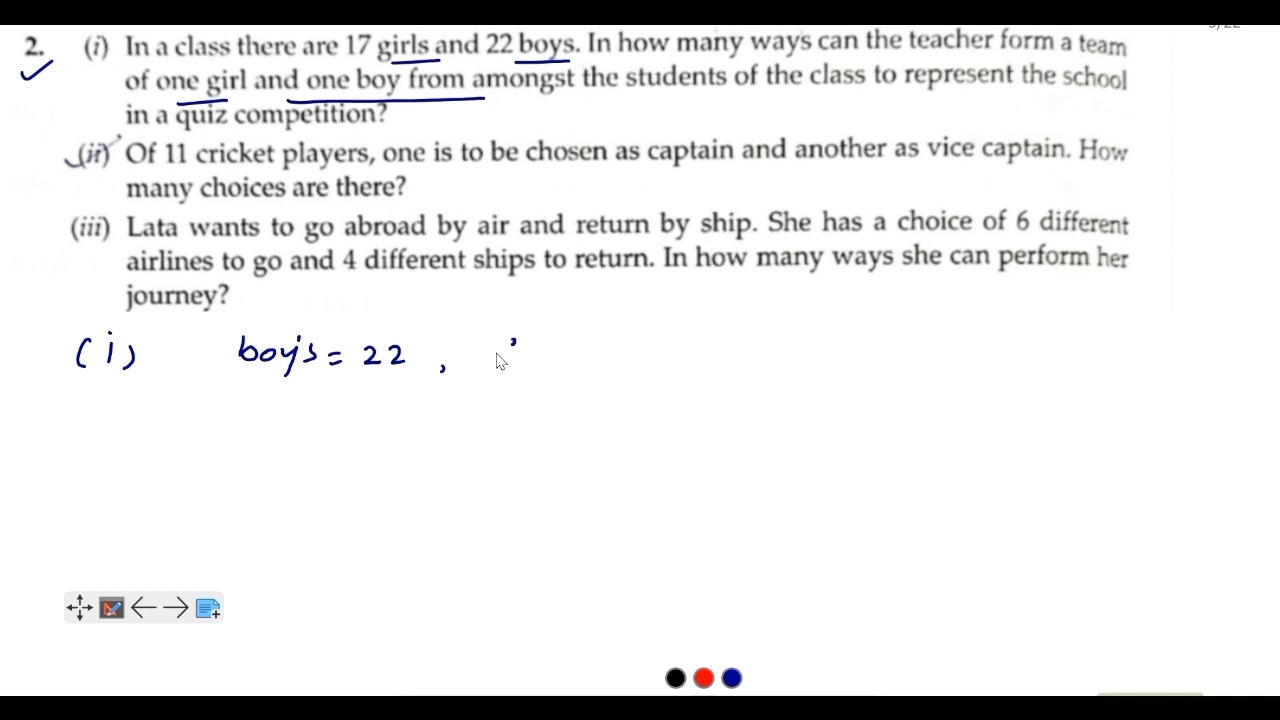 2. (i) In a class there are 17 girls and 22 boys. In how many ways can the teacher form a team
of one girl and one boy from amongst the students of the class to represent the school
in a quiz competition?
(ii) Of 11 cricket players, one is to be chosen as captain and another as vice captain. How
many choices are there?
(iii) Lata wants to go abroad by air and return by ship. She has a choice of 6 different
airlines to go and 4 different ships to return. In how many ways she can perform her
journey?
(i) boy's = 22 ,